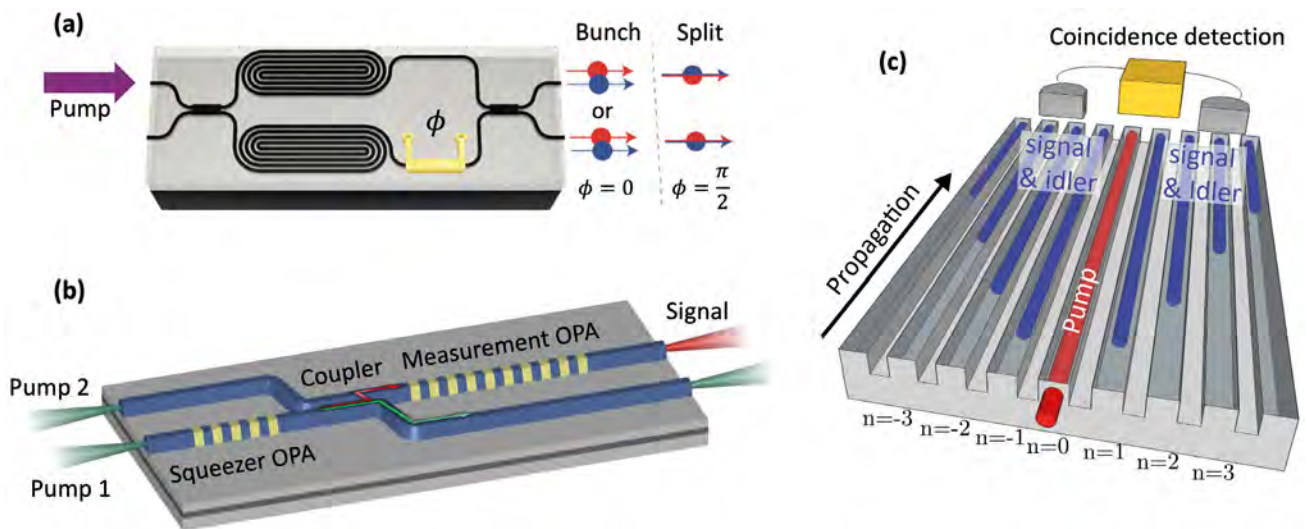 (a)
Pump
ϕ
Bunch
Split
or
ϕ = 0
ϕ = π/2
(b)
Pump 2
Pump 1
Squeezer OPA
Coupler
Measurement OPA
Signal
(c)
Coincidence detection
signal
& idler
signal
& Idler
Propagation
Pump
n=-3
n=-2
n=-1
n=0
n=1
n=2
n=3